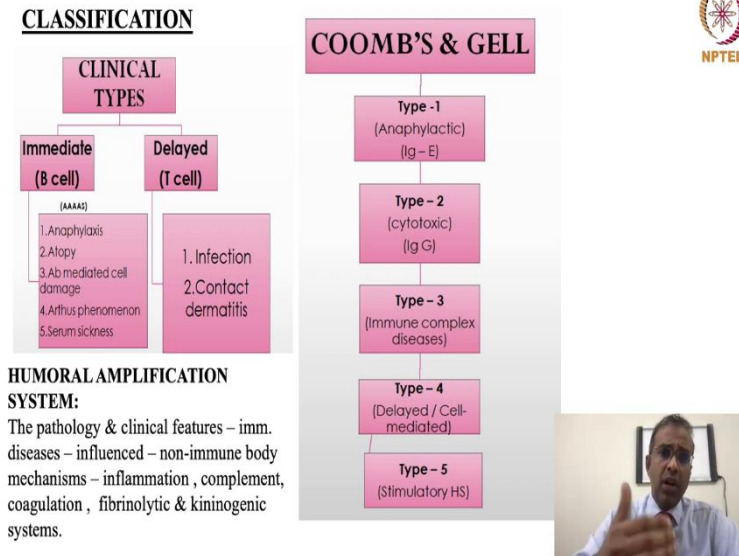 CLASSIFICATION
CLINICAL
TYPES
Immediate
(B cell)
Delayed
(T cell)
(AAAAS)
1.Anaphylaxis
2.Atopy
3.Ab mediated cell
damage
4.Arthus phenomenon
5.Serum sickness
1. Infection
2.Contact
dermatitis
HUMORAL AMPLIFICATION
SYSTEM:
The pathology & clinical features – imm.
diseases – influenced – non-immune body
mechanisms – inflammation , complement,
coagulation , fibrinolytic & kininogenic
systems.
COOMB'S & GELL
Type -1
(Anaphylactic)
(Ig – E)
Type – 2
(cytotoxic)
(Ig G)
Type – 3
(Immune complex
diseases)
Type – 4
(Delayed / Cell-
mediated)
Type – 5
(Stimulatory HS)
NPTEL